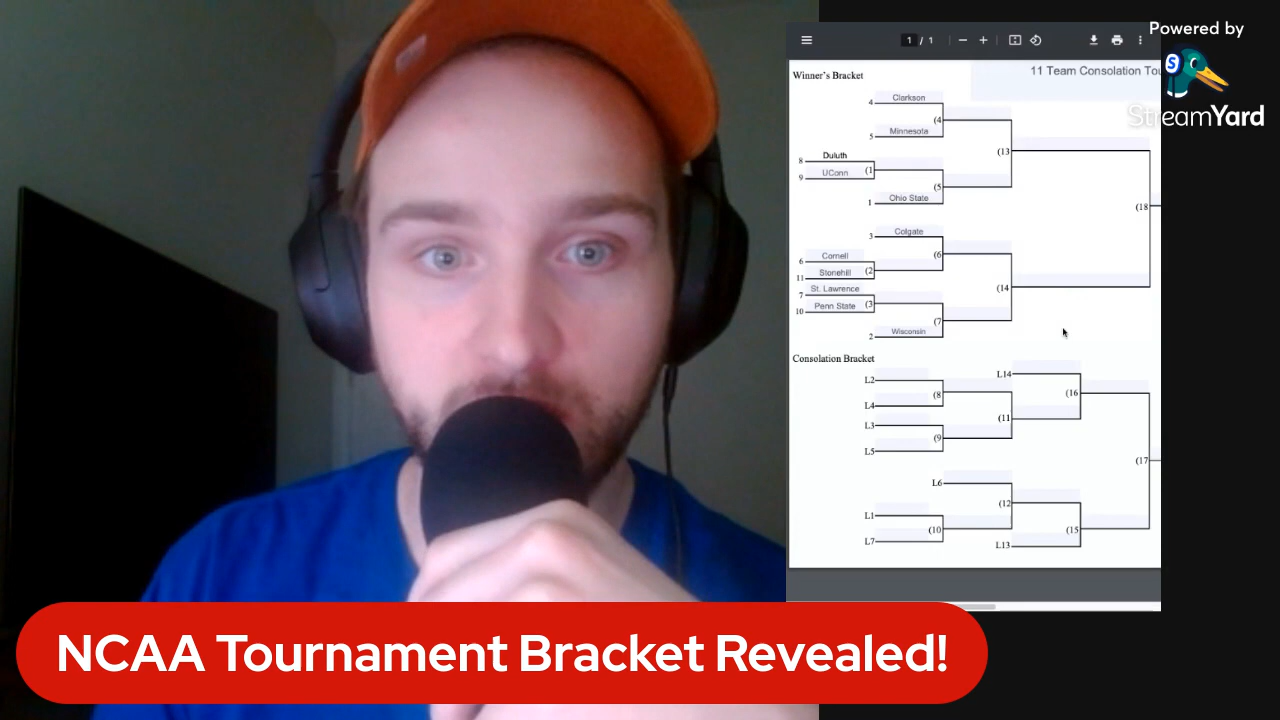 Powered by
StreamYard
1 / 1
Winner's Bracket
11 Team Consolation Tou
4 Clarkson
(4
5 Minnesota
(13
8 Duluth
9 UConn (1
(5
1 Ohio State
(18
3 Colgate
(6
6 Cornell
11 Stonehill (2
(14
7 St. Lawrence
10 Penn State (3
(7
2 Wisconsin
Consolation Bracket
L14
L2
(8
(16
L4
L3
(11
(9
L5
(17
L6
(12
L1
(10
(15
L7
L13
NCAA Tournament Bracket Revealed!